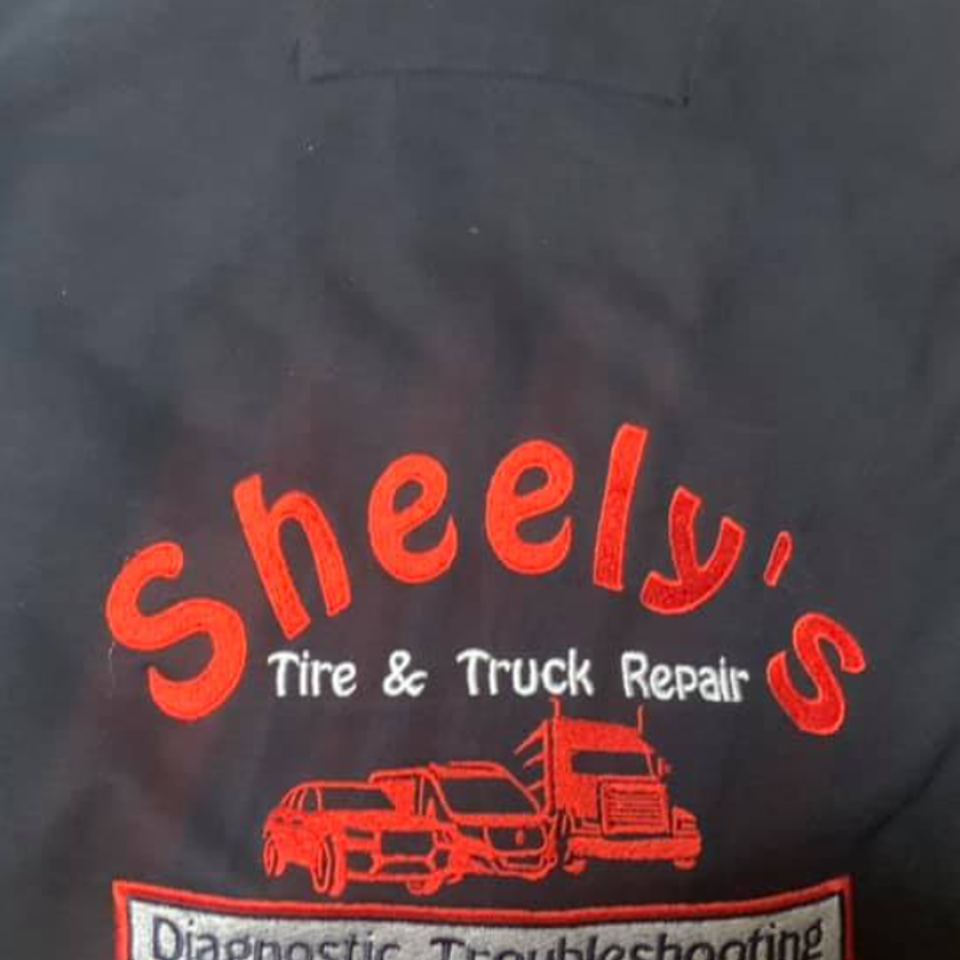 Sheely's
Tire & Truck Repair
Diagnostic Troubleshooting